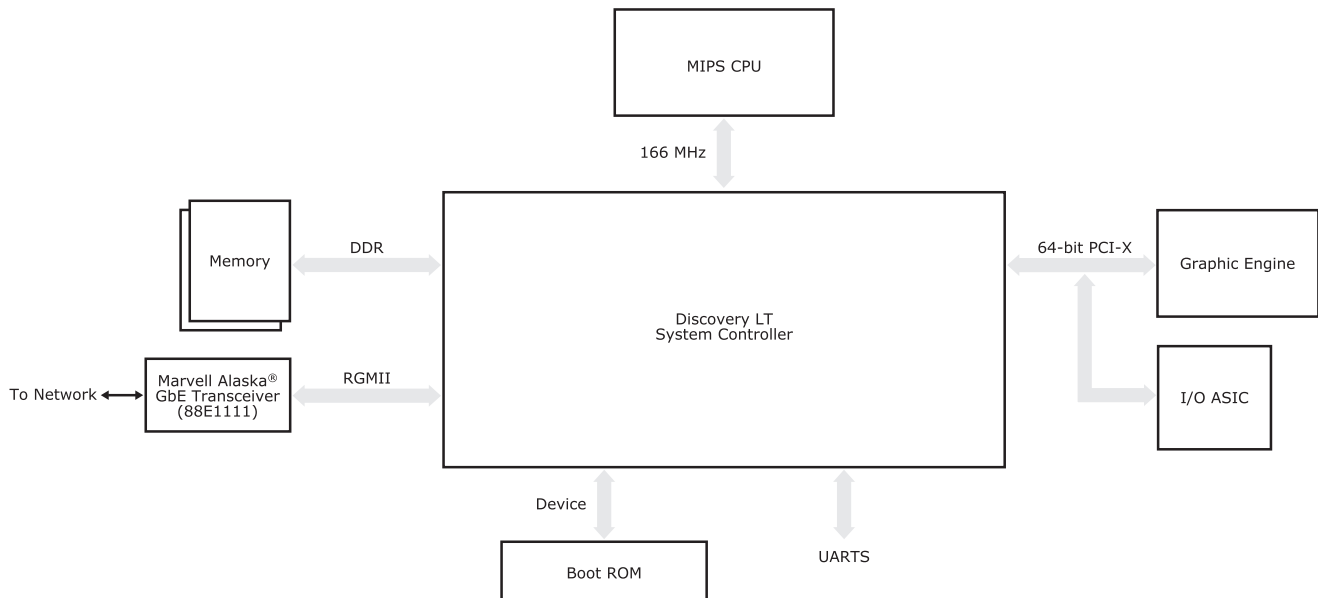 MIPS CPU
166 MHz
DDR
64-bit PCI-X
Memory
Graphic Engine
Discovery LT
System Controller
RGMII
To Network
Marvell Alaska®
GbE Transceiver
(88E1111)
I/O ASIC
Device
UARTS
Boot ROM